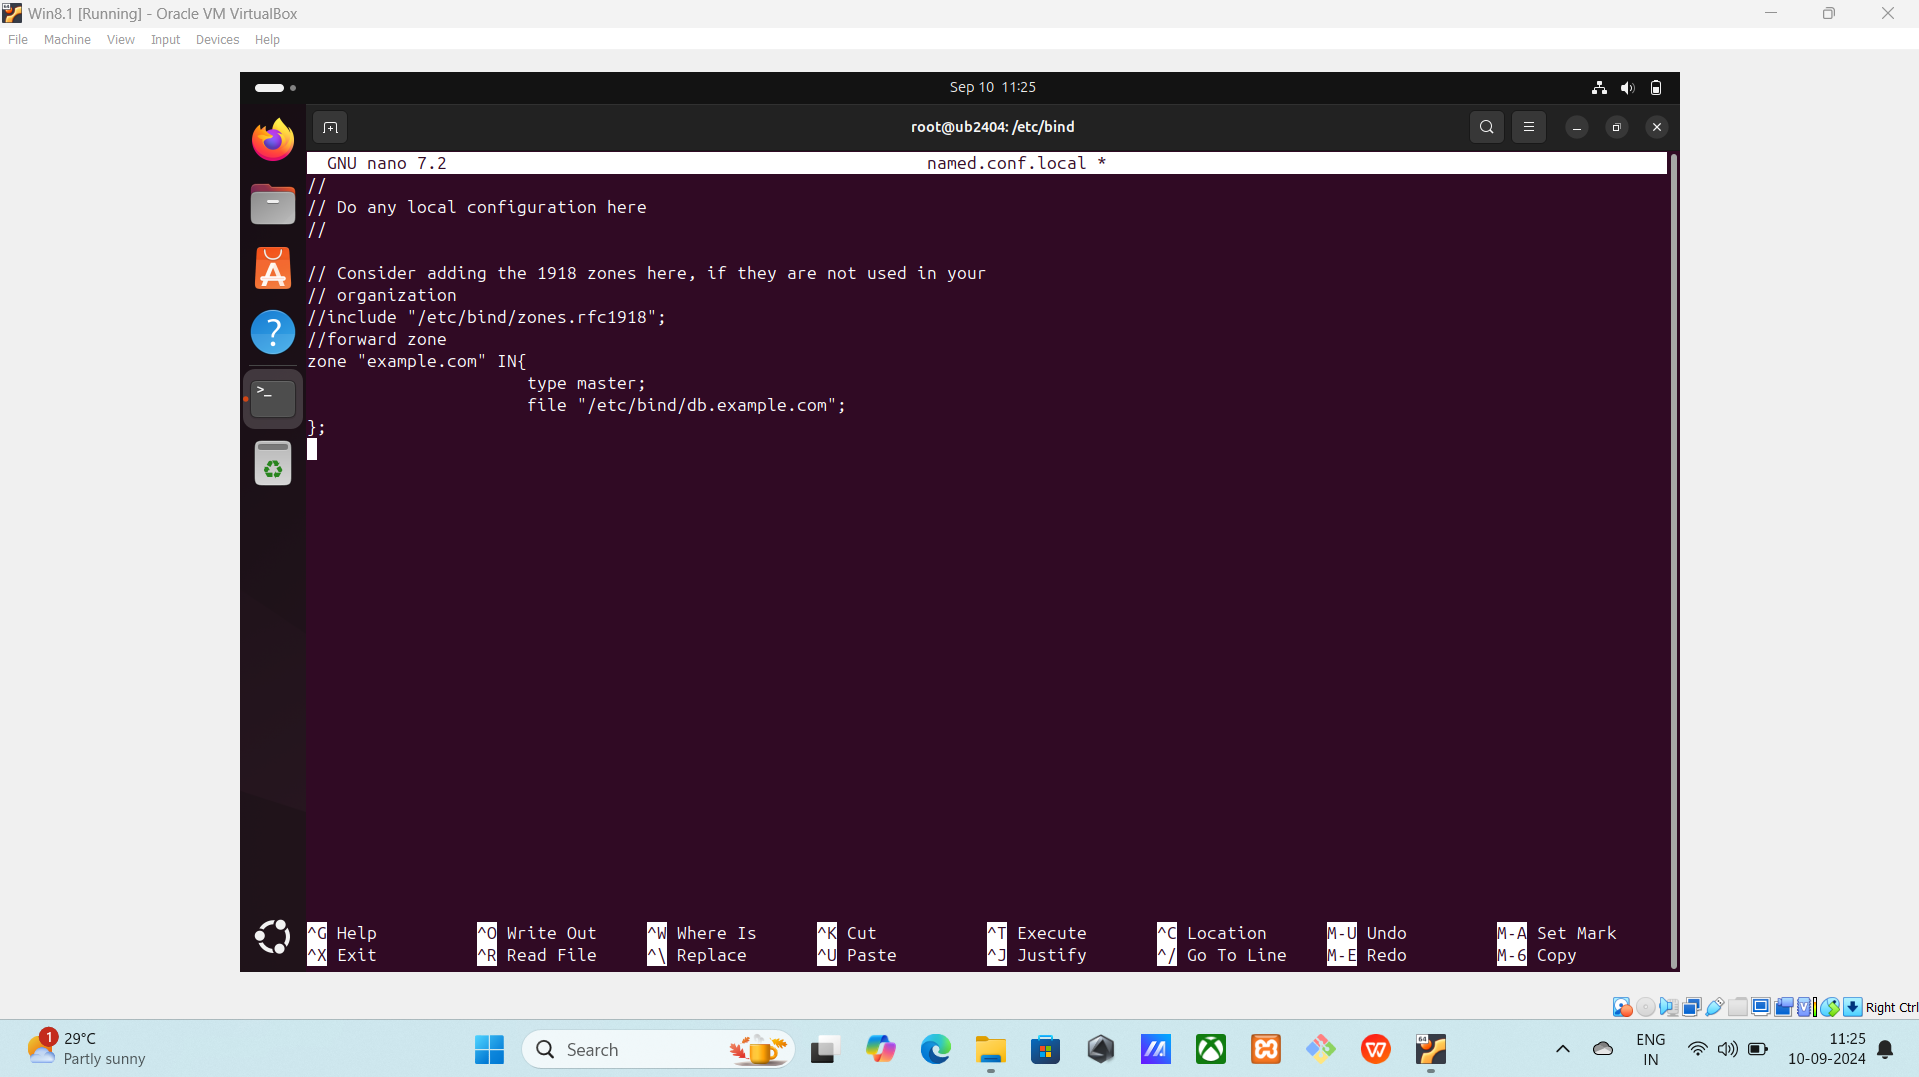 Win8.1 [Running] - Oracle VM VirtualBox
File Machine View Input Devices Help
Sep 10 11:25
root@ub2404: /etc/bind
GNU nano 7.2 named.conf.local *
//
// Do any local configuration here
//
// Consider adding the 1918 zones here, if they are not used in your
// organization
//include "/etc/bind/zones.rfc1918";
//forward zone
zone "example.com" IN{
type master;
file "/etc/bind/db.example.com";
};
^G Help ^O Write Out ^W Where Is ^K Cut ^T Execute ^C Location M-U Undo M-A Set Mark
^X Exit ^R Read File ^\ Replace ^U Paste ^J Justify ^/ Go To Line M-E Redo M-6 Copy
Right Ctrl
1 29°C
Partly sunny
Search
64
ENG
IN
11:25
10-09-2024